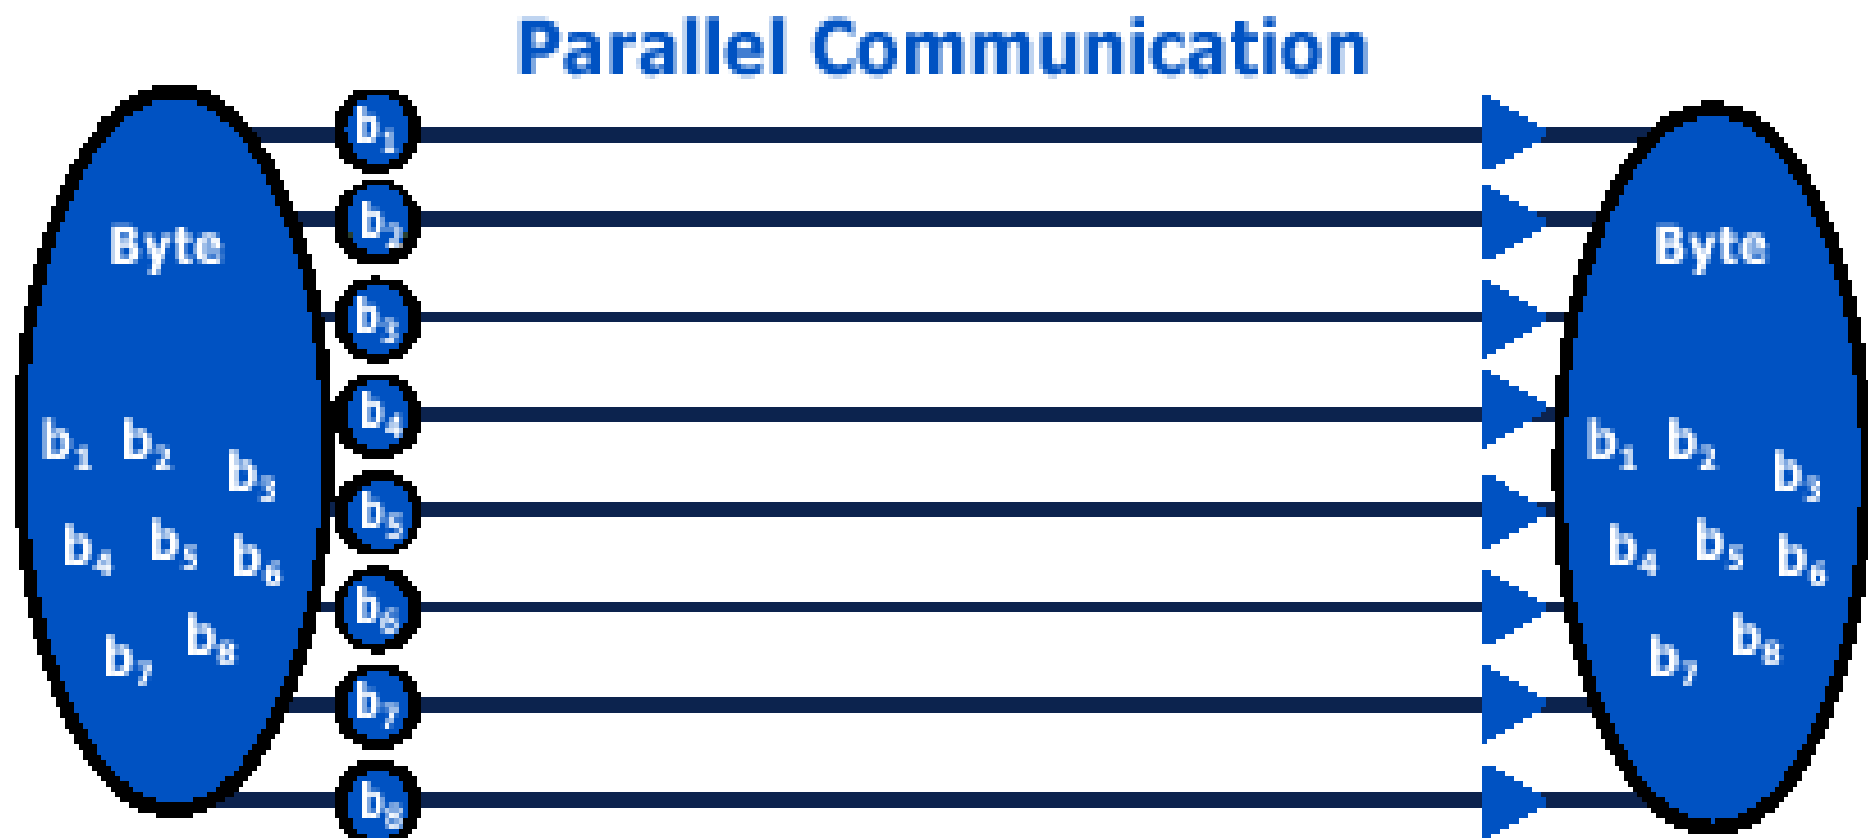 Parallel Communication
b₁
b₂
b₃
b₄
b₅
b₆
b₇
b₈
Byte
b₁ b₂ b₃
b₄ b₅ b₆
b₇ b₈
Byte
b₁ b₂ b₃
b₄ b₅ b₆
b₇ b₈